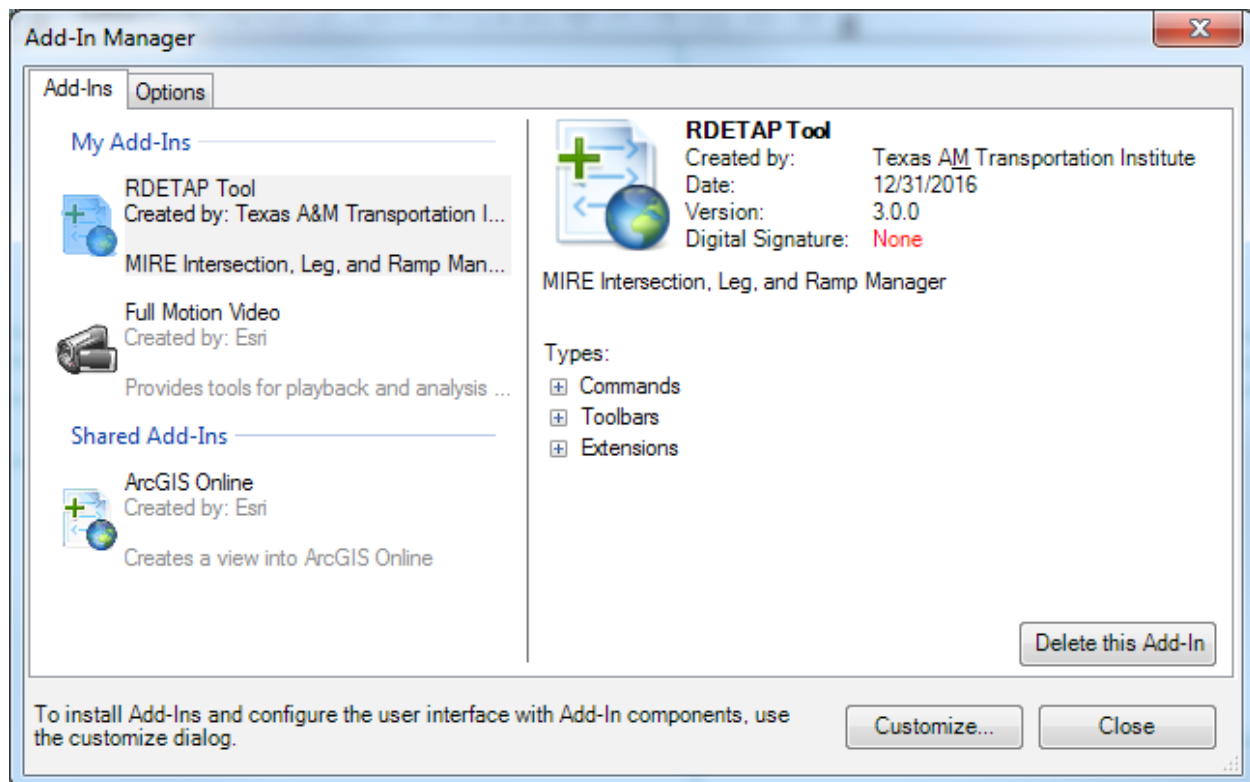 Add-In Manager
Add-Ins
Options
My Add-Ins
RDETAP Tool
Created by: Texas A&M Transportation I...
MIRE Intersection, Leg, and Ramp Man...
Full Motion Video
Created by: Esri
Provides tools for playback and analysis ...
Shared Add-Ins
ArcGIS Online
Created by: Esri
Creates a view into ArcGIS Online
RDETAP Tool
Created by: Texas AM Transportation Institute
Date: 12/31/2016
Version: 3.0.0
Digital Signature: None
MIRE Intersection, Leg, and Ramp Manager
Types:
Commands
Toolbars
Extensions
Delete this Add-In
To install Add-Ins and configure the user interface with Add-In components, use
the customize dialog.
Customize...
Close